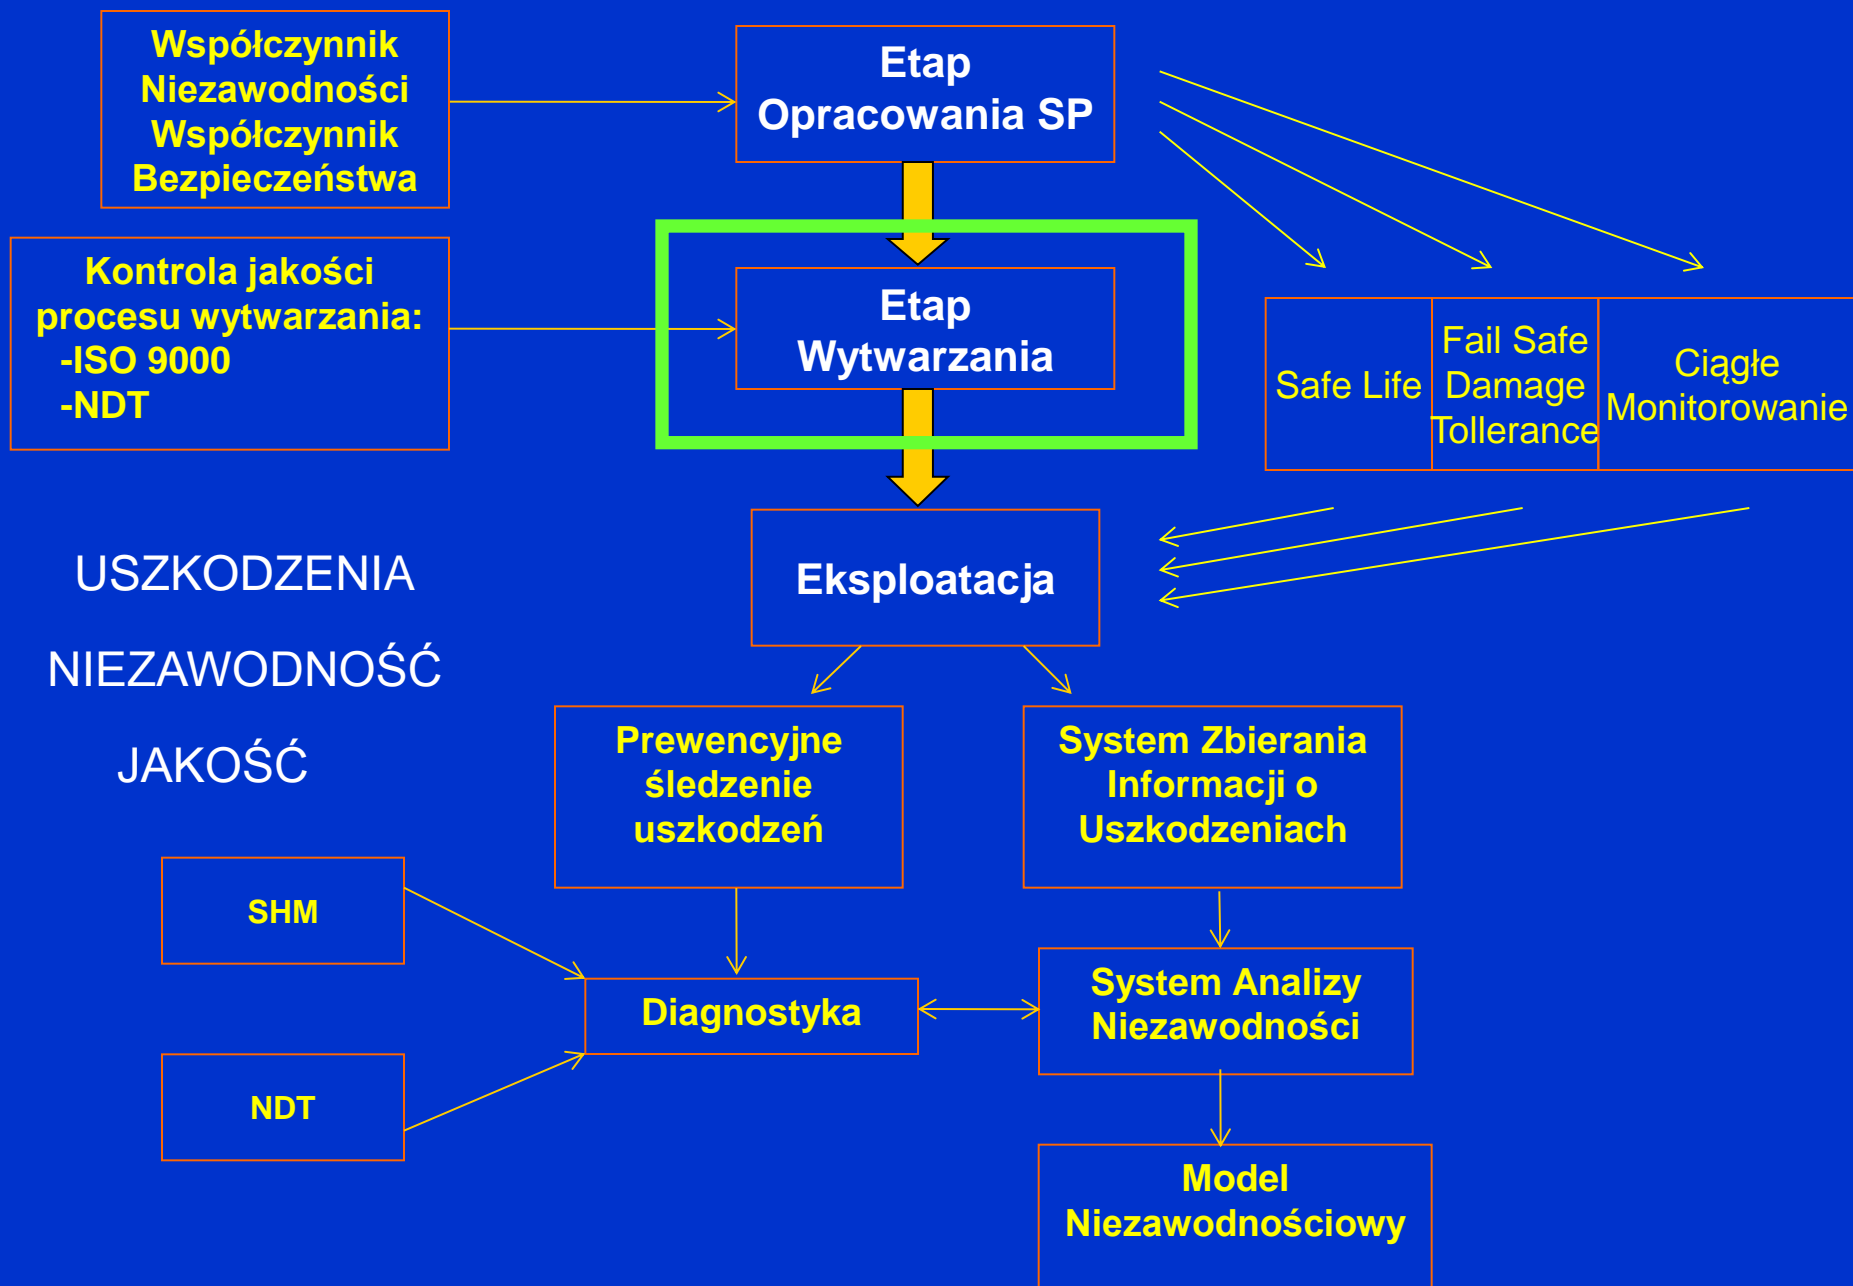 Współczynnik
Niezawodności
Współczynnik
Bezpieczeństwa
Etap
Opracowania SP
Kontrola jakości
procesu wytwarzania:
-ISO 9000
-NDT
Etap
Wytwarzania
Safe Life
Fail Safe
Damage
Tollerance
Ciągłe
Monitorowanie
Eksploatacja
USZKODZENIA
NIEZAWODNOŚĆ
JAKOŚĆ
Prewencyjne
śledzenie
uszkodzeń
System Zbierania
Informacji o
Uszkodzeniach
SHM
Diagnostyka
System Analizy
Niezawodności
NDT
Model
Niezawodnościowy